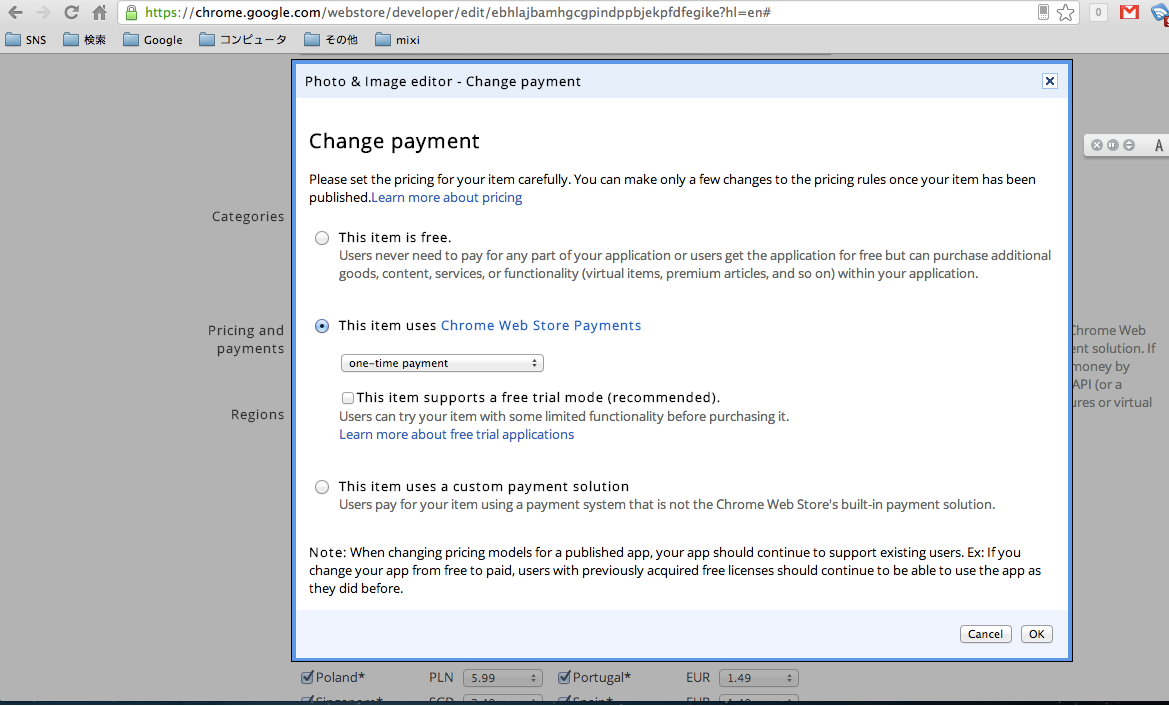 https://chrome.google.com/webstore/developer/edit/ebhlajbamhgcgpindppbjekpfdfegike?hl=en#
0
SNS 検索 Google コンピュータ その他 mixi
Photo & Image editor - Change payment
Change payment
Please set the pricing for your item carefully. You can make only a few changes to the pricing rules once your item has been
published.Learn more about pricing
A
Categories
This item is free.
Users never need to pay for any part of your application or users get the application for free but can purchase additional
goods, content, services, or functionality (virtual items, premium articles, and so on) within your application.
This item uses Chrome Web Store Payments
Pricing and
payments
Chrome Web
ent solution. If
money by
API (or a
ures or virtual
one-time payment
This item supports a free trial mode (recommended).
Users can try your item with some limited functionality before purchasing it.
Learn more about free trial applications
Regions
This item uses a custom payment solution
Users pay for your item using a payment system that is not the Chrome Web Store's built-in payment solution.
Note: When changing pricing models for a published app, your app should continue to support existing users. Ex: If you
change your app from free to paid, users with previously acquired free licenses should continue to be able to use the app as
they did before.
Cancel OK
Poland* PLN 5.99 Portugal* EUR 1.49